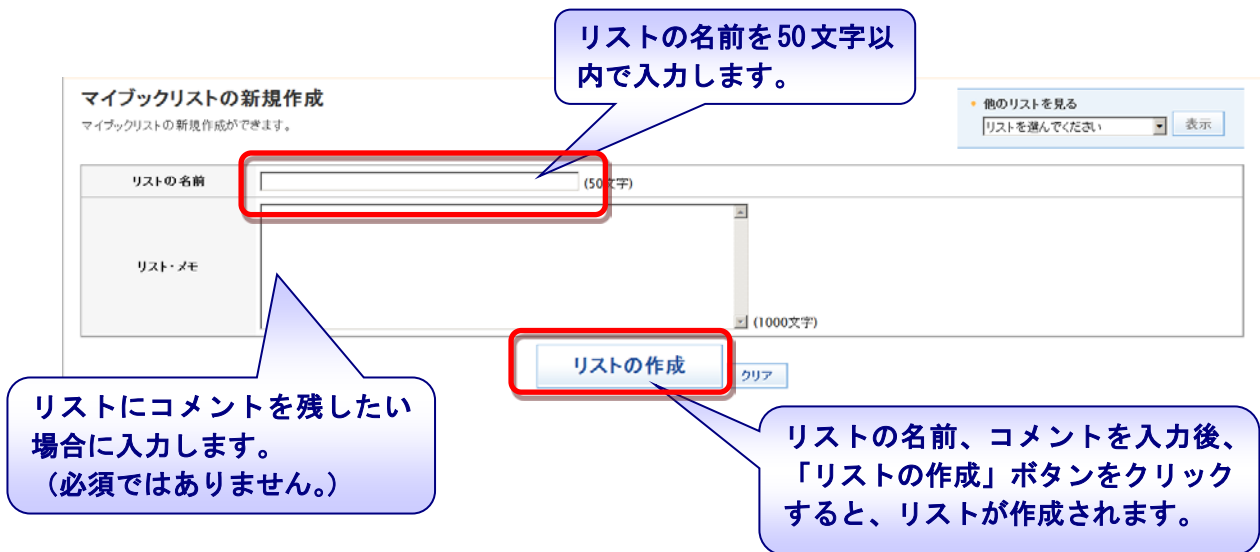 リストの名前を50文字以
内で入力します。
マイブックリストの新規作成
マイブックリストの新規作成ができます。
他のリストを見る
リストを選んでください
表示
リストの名前
(50文字)
リスト・メモ
(1000文字)
リストの作成
クリア
リストにコメントを残したい
場合に入力します。
（必須ではありません。）
リストの名前、コメントを入力後、
「リストの作成」ボタンをクリック
すると、リストが作成されます。